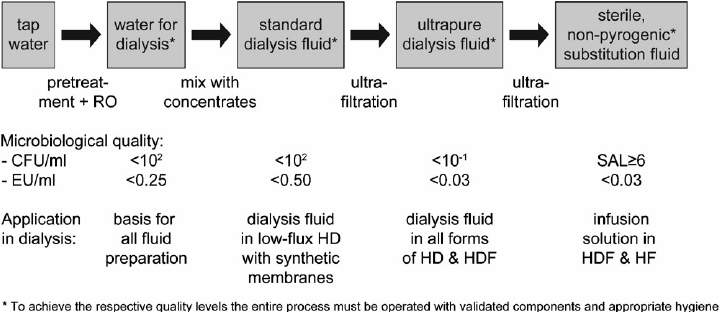 tap
water
water for
dialysis*
standard
dialysis fluid*
ultrapure
dialysis fluid*
sterile,
non-pyrogenic*
substitution fluid
pretreat-
ment + RO
mix with
concentrates
ultra-
filtration
ultra-
filtration
Microbiological quality:
- CFU/ml <10² <10² <10⁻¹ SAL≥6
- EU/ml <0.25 <0.50 <0.03 <0.03
Application
in dialysis:
basis for
all fluid
preparation
dialysis fluid
in low-flux HD
with synthetic
membranes
dialysis fluid
in all forms
of HD & HDF
infusion
solution in
HDF & HF
* To achieve the respective quality levels the entire process must be operated with validated components and appropriate hygiene